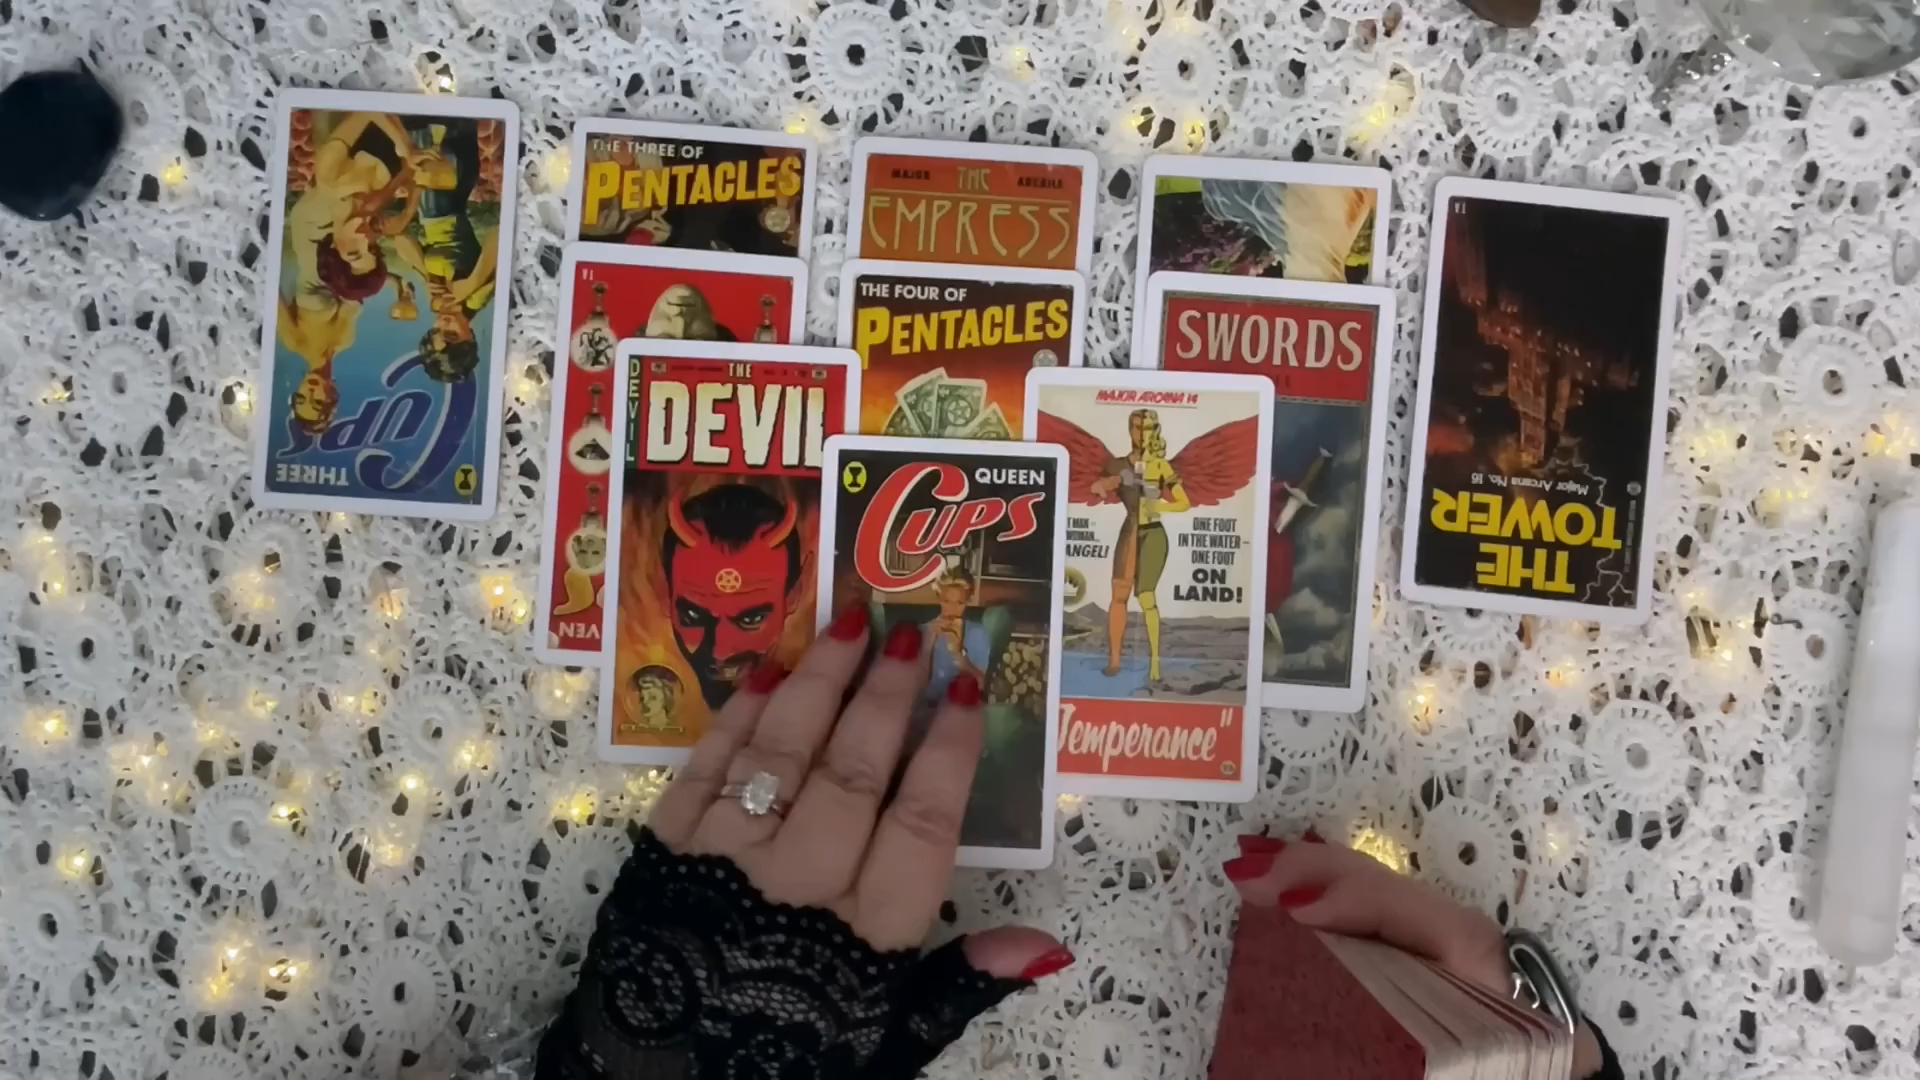 THREE
CUPS
THE THREE OF
PENTACLES
MAJOR THE ARCANA
EMPRESS
THE
TOWER
Major Arcana No. 16
THE FOUR OF
PENTACLES
SWORDS
THE
DEVIL
DEVIL
QUEEN
CUPS
MAJOR ARCANA 14
ANGEL!
ONE FOOT
IN THE WATER–
ONE FOOT
ON
LAND!
Temperance"